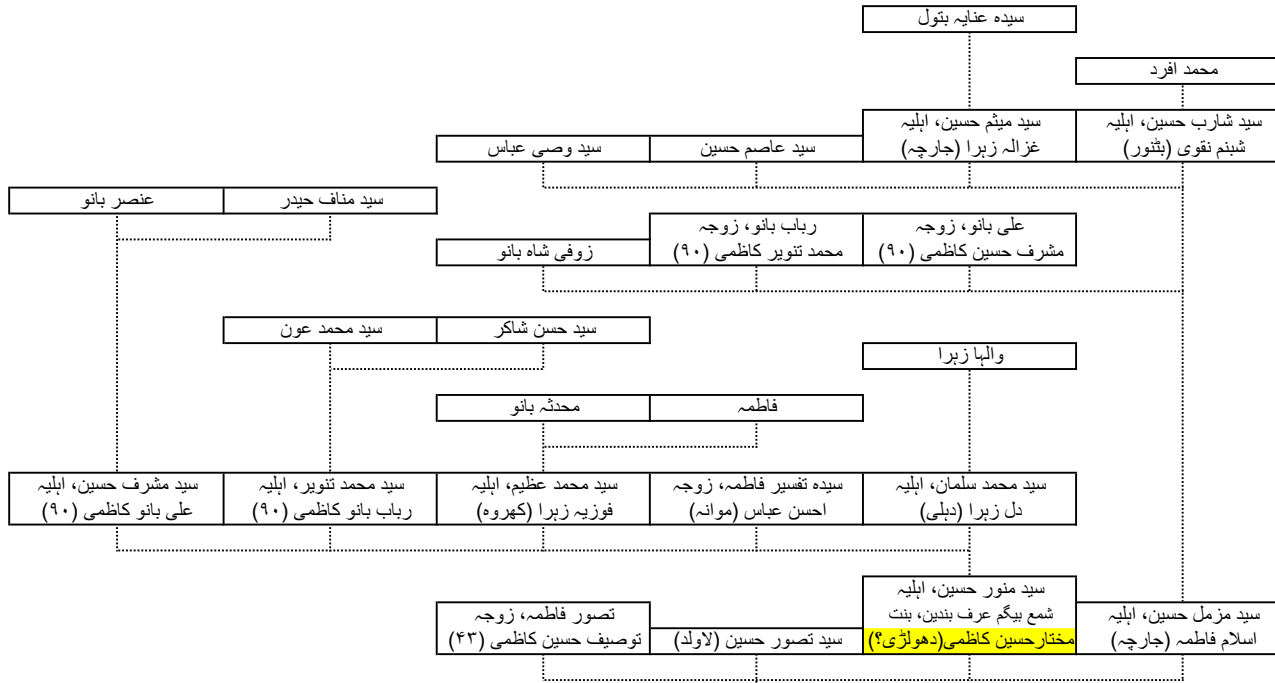 سیدہ عنایہ بتول
محمد افرد
سید شارب حسین، اہلیہ
شبنم نقوی (بٹنور)
سید میثم حسین، اہلیہ
غزالہ زہرا (جارچہ)
سید عاصم حسین
سید وصی عباس
سید مناف حیدر
عنصر بانو
علی بانو، زوجہ
مشرف حسین کاظمی (۹۰)
رباب بانو، زوجہ
محمد تنویر کاظمی (۹۰)
زوفی شاہ بانو
سید حسن شاکر
سید محمد عون
والہا زہرا
فاطمہ
محدثہ بانو
سید محمد سلمان، اہلیہ
دل زہرا (دہلی)
سیدہ تفسیر فاطمہ، زوجہ
احسن عباس (موانہ)
سید محمد عظیم، اہلیہ
فوزیہ زہرا (کھروہ)
سید محمد تنویر، اہلیہ
رباب بانو کاظمی (۹۰)
سید مشرف حسین، اہلیہ
علی بانو کاظمی (۹۰)
سید مزمل حسین، اہلیہ
اسلام فاطمہ (جارچہ)
سید منور حسین، اہلیہ
شمع بیگم عرف بندین، بنت
مختارحسین کاظمی(دھولڑی؟)
سید تصور حسین (لاولد)
تصور فاطمہ، زوجہ
توصیف حسین کاظمی (۴۳)